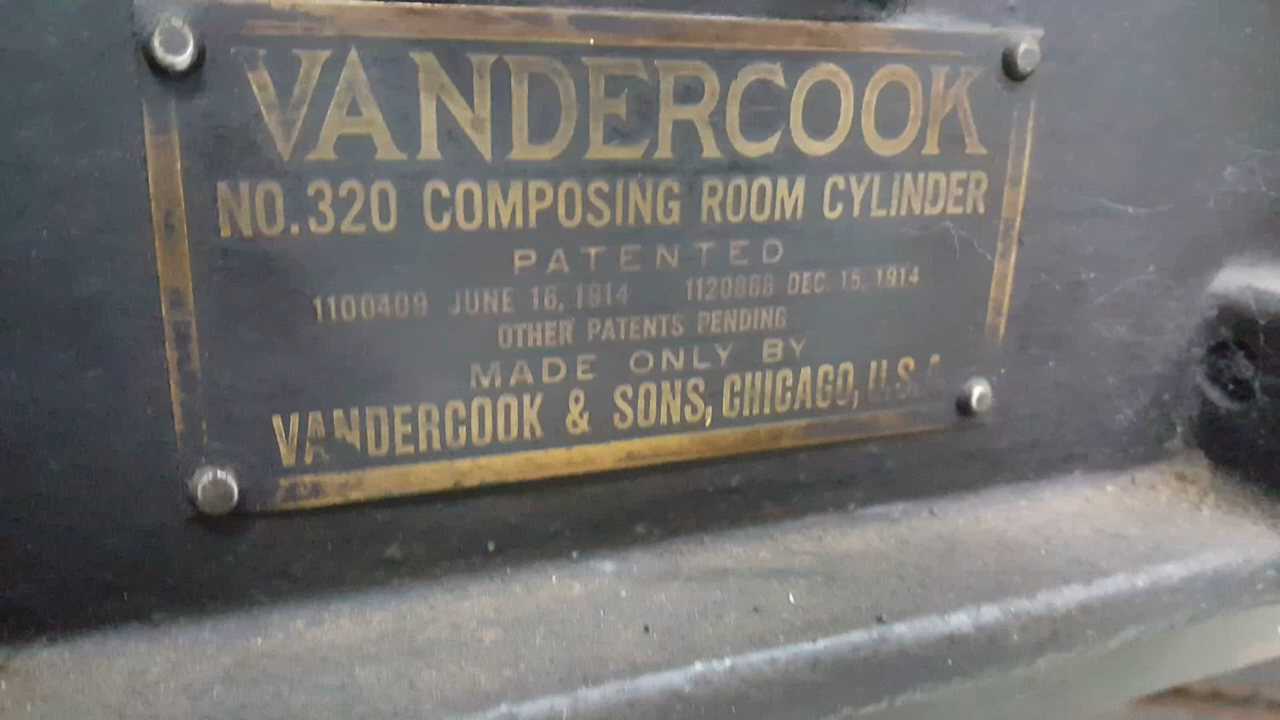 VANDERCOOK
NO.320 COMPOSING ROOM CYLINDER
PATENTED
1100409 JUNE 16, 1914 1120868 DEC. 15, 1914
OTHER PATENTS PENDING
MADE ONLY BY
VANDERCOOK & SONS, CHICAGO, U.S.A